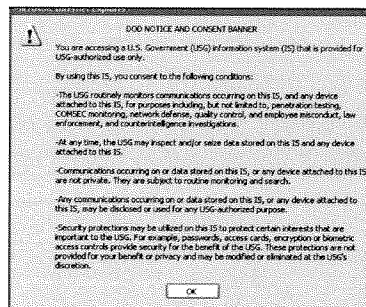 DOD NOTICE AND CONSENT BANNER
You are accessing a U.S. Government (USG) information system (IS) that is provided for
USG-authorized use only.
By using this IS, you consent to the following conditions:
-The USG routinely monitors communications occurring on this IS, and any device
attached to this IS, for purposes including, but not limited to, penetration testing,
COMSEC monitoring, network defense, quality control, and employee misconduct, law
enforcement, and counterintelligence investigations.
-At any time, the USG may inspect and/or seize data stored on this IS and any device
attached to this IS.
-Communications occurring on or data stored on this IS, or any device attached to this IS
are not private. They are subject to routine monitoring and search.
-Any communications occurring on or data stored on this IS, or any device attached to
this IS, may be disclosed or used for any USG-authorized purpose.
-Security protections may be utilized on this IS to protect certain interests that are
important to the USG. For example, passwords, access cards, encryption or biometric
access controls provide security for the benefit of the USG. These protections are not
provided for your benefit or privacy and may be modified or eliminated at the USG's
discretion.
OK